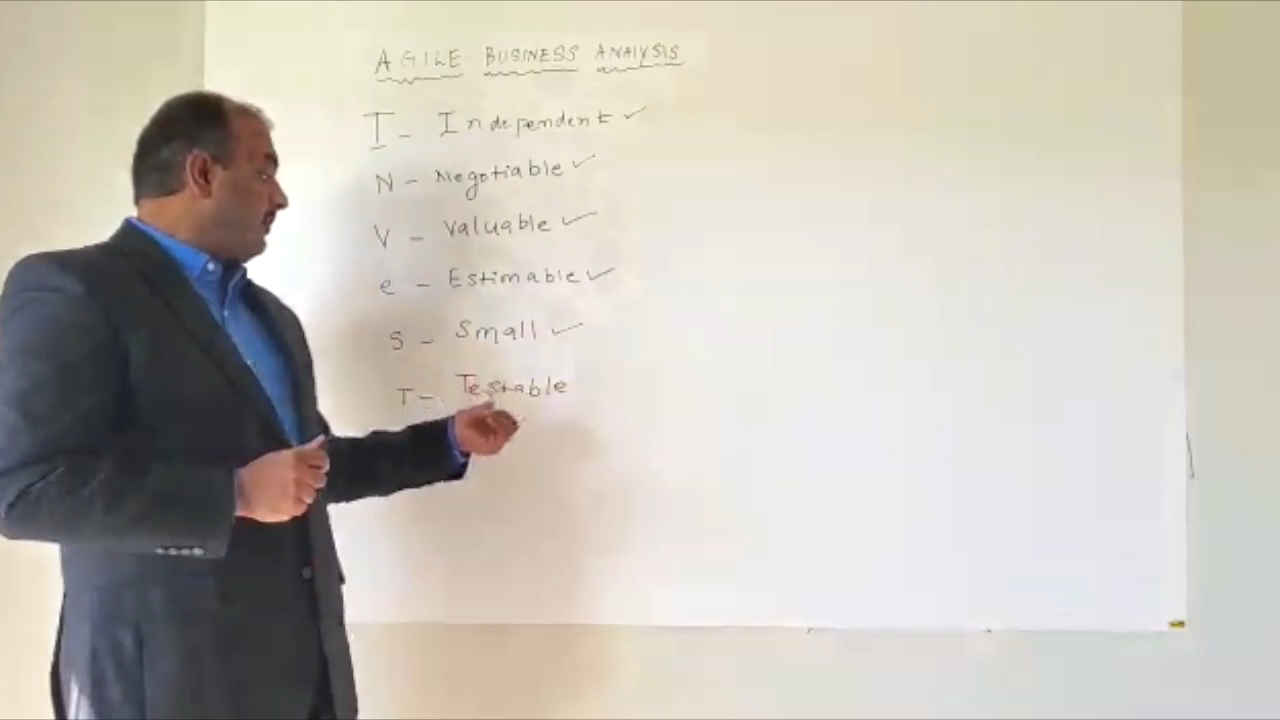 AGILE BUSINESS ANALYSIS
I - Independent ✓
N - Negotiable ✓
V - Valuable ✓
e - Estimable ✓
S - Small ✓
T - Testable